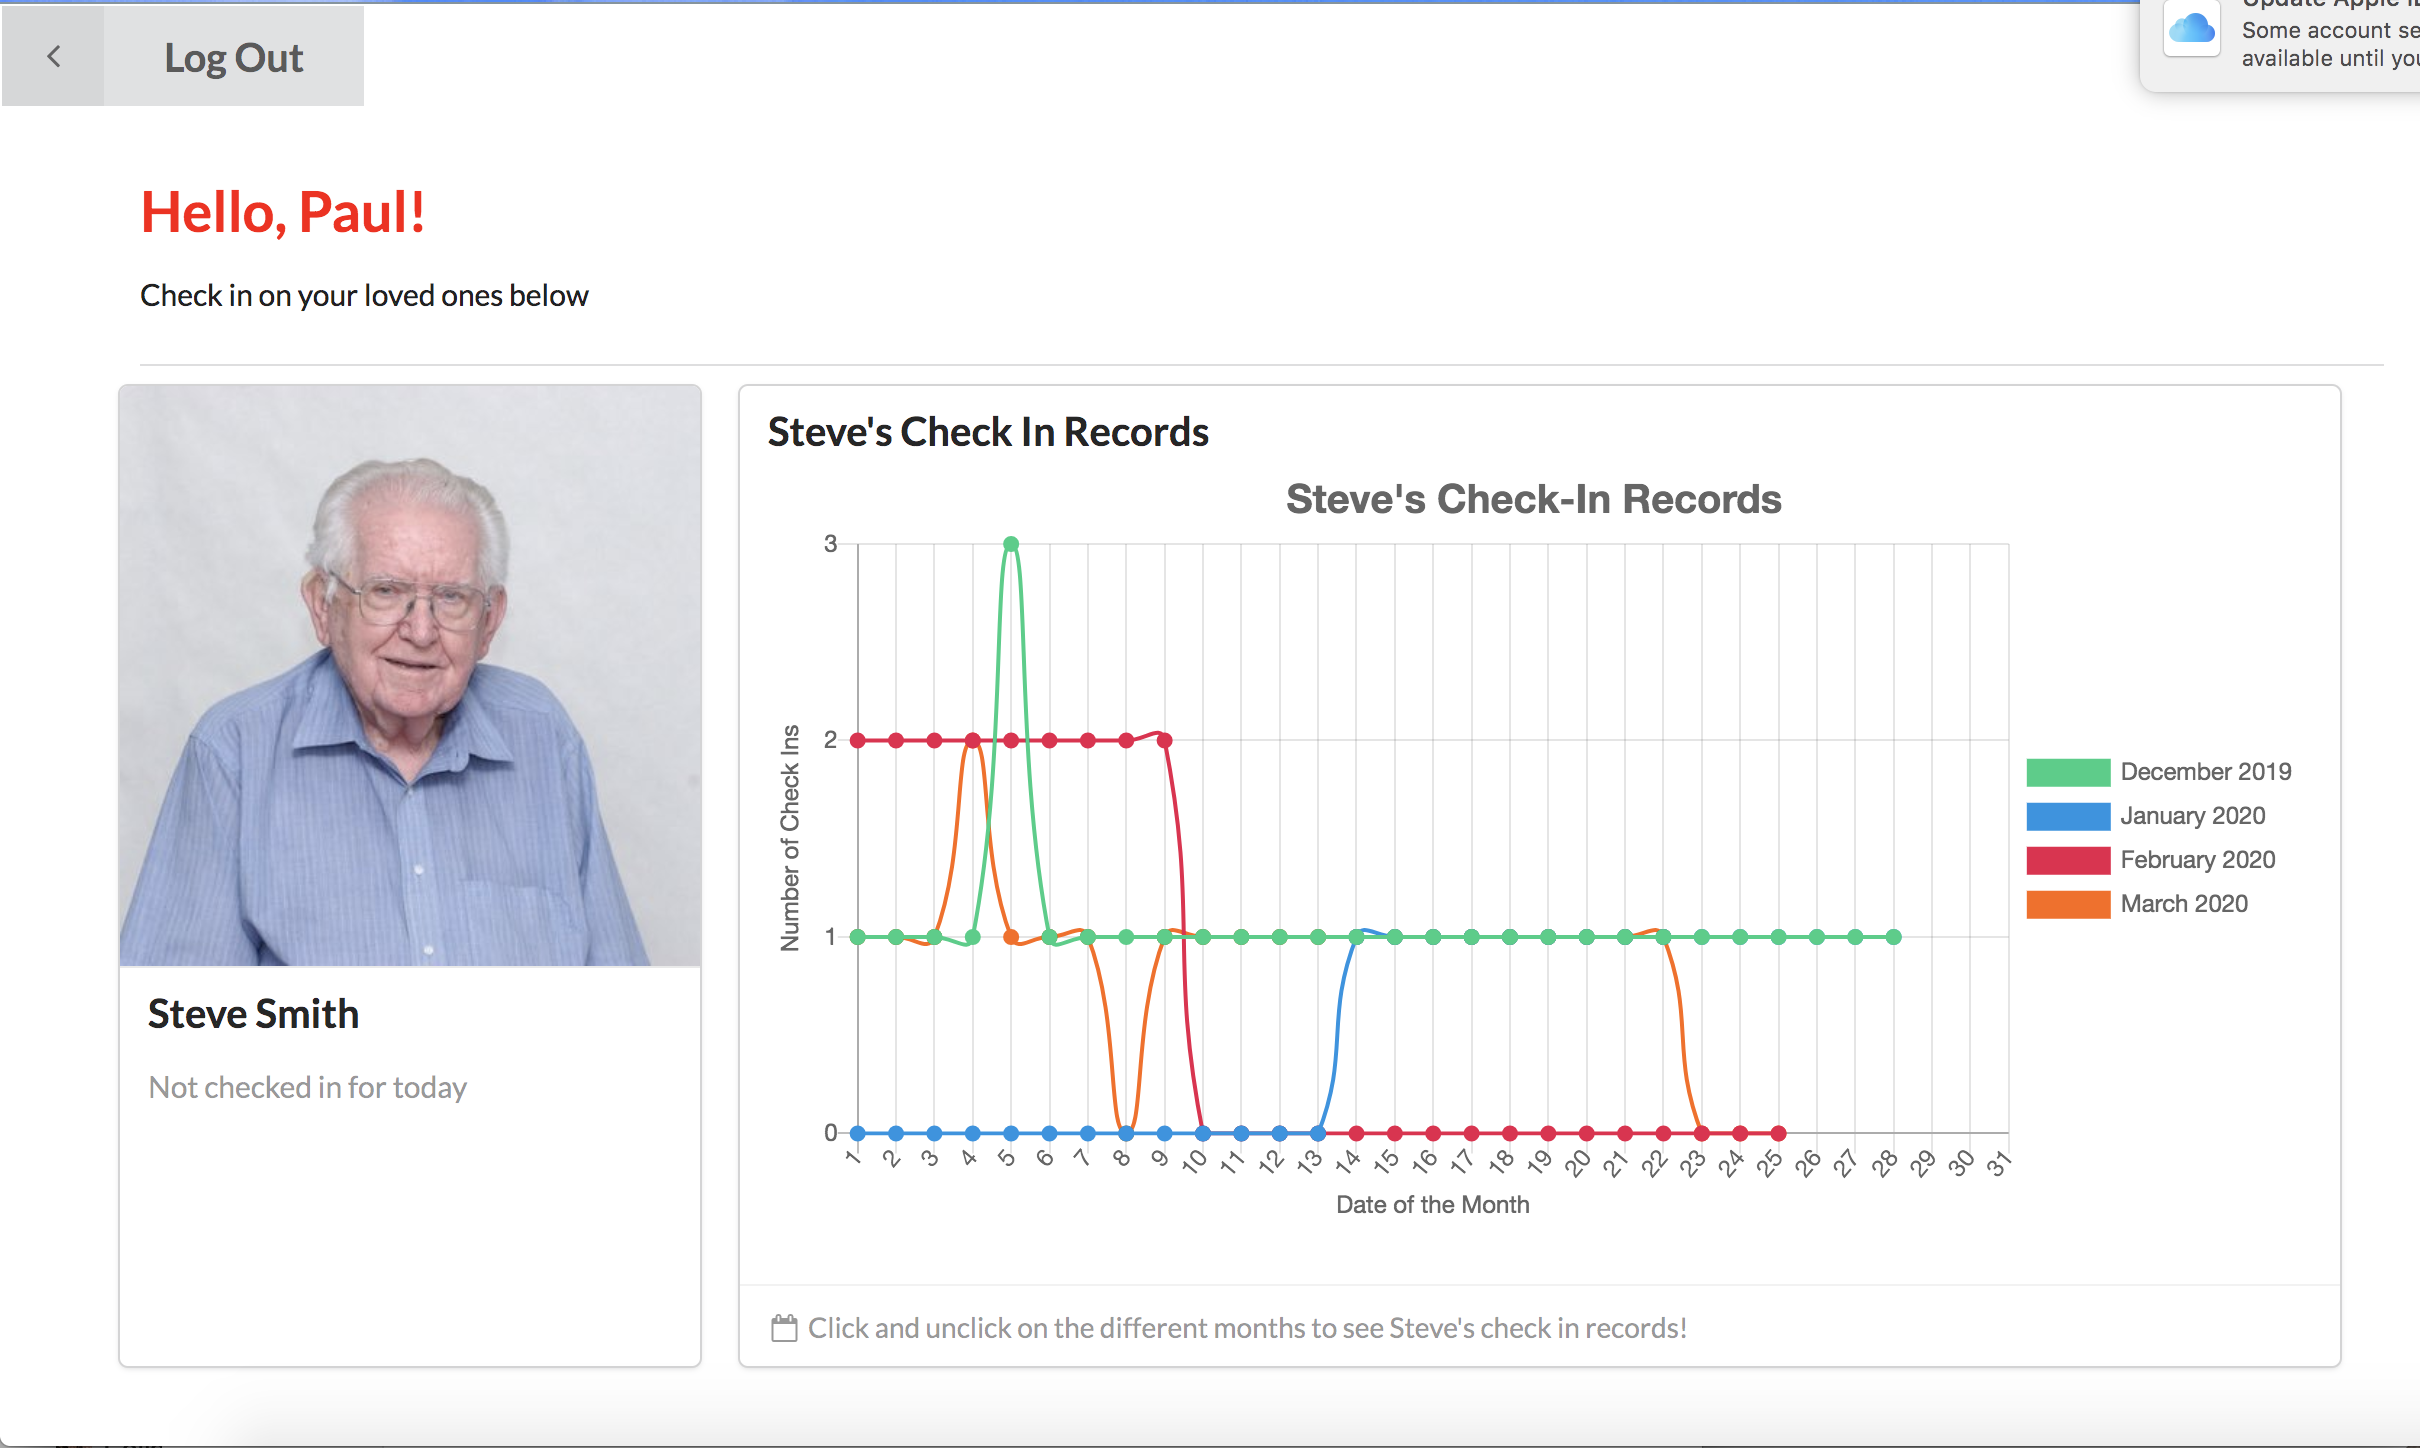 Update Apple
Some account
available until
Log Out
Hello, Paul!
Check in on your loved ones below
Steve's Check In Records
Steve's Check-In Records
3
2
1
0
Number of Check Ins
1 2 3 4 5 6 7 8 9 10 11 12 13 14 15 16 17 18 19 20 21 22 23 24 25 26 27 28 29 30 31
Date of the Month
December 2019
January 2020
February 2020
March 2020
Steve Smith
Not checked in for today
Click and unclick on the different months to see Steve's check in records!